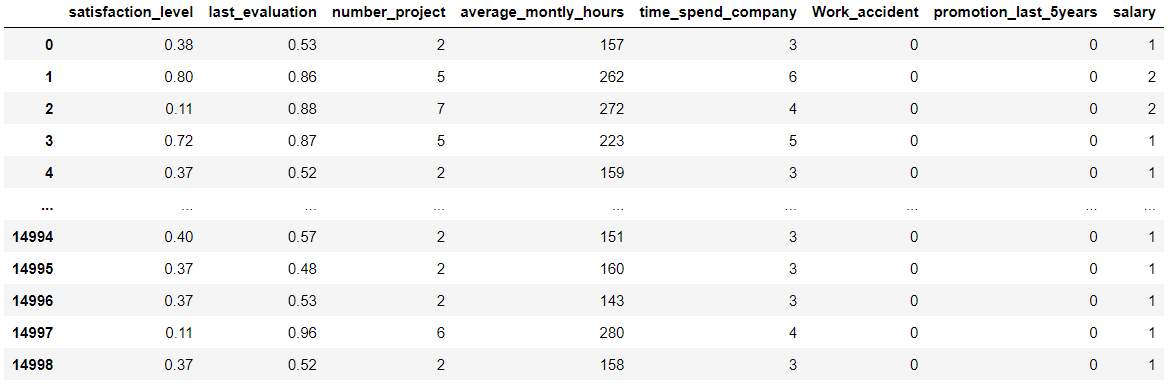 satisfaction_level last_evaluation number_project average_montly_hours time_spend_company Work_accident promotion_last_5years salary
0 0.38 0.53 2 157 3 0 0 1
1 0.80 0.86 5 262 6 0 0 2
2 0.11 0.88 7 272 4 0 0 2
3 0.72 0.87 5 223 5 0 0 1
4 0.37 0.52 2 159 3 0 0 1
... ... ... ... ... ... ... ... ...
14994 0.40 0.57 2 151 3 0 0 1
14995 0.37 0.48 2 160 3 0 0 1
14996 0.37 0.53 2 143 3 0 0 1
14997 0.11 0.96 6 280 4 0 0 1
14998 0.37 0.52 2 158 3 0 0 1